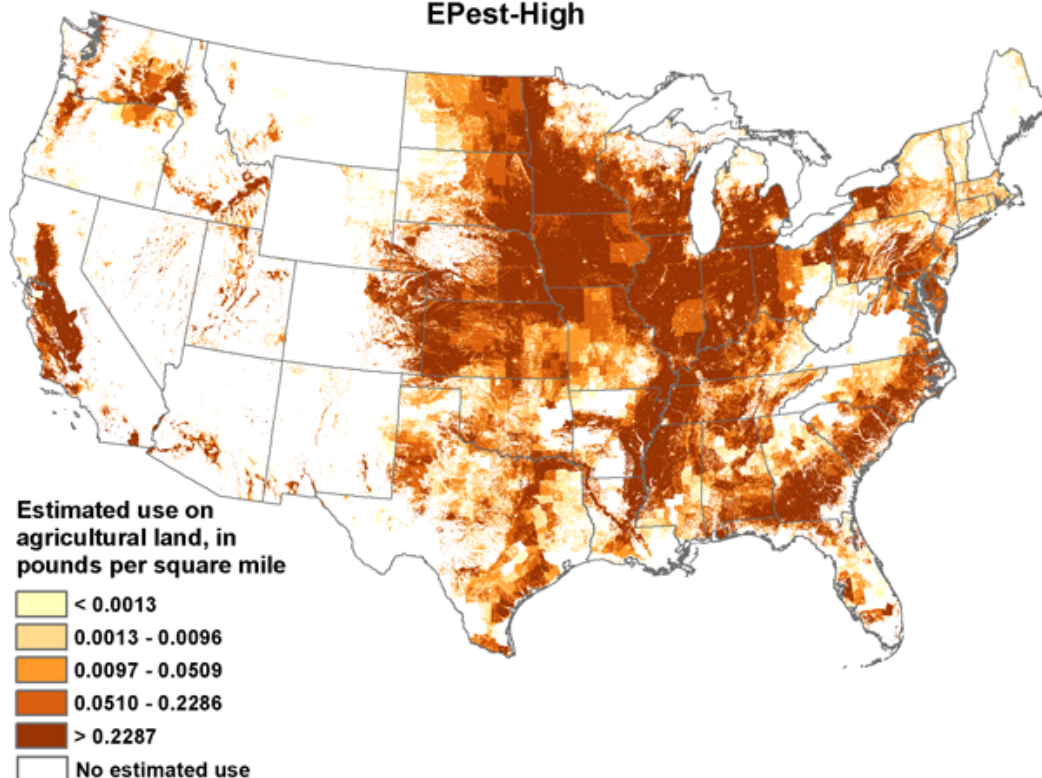 EPest-High
Estimated use on
agricultural land, in
pounds per square mile
< 0.0013
0.0013 - 0.0096
0.0097 - 0.0509
0.0510 - 0.2286
> 0.2287
No estimated use